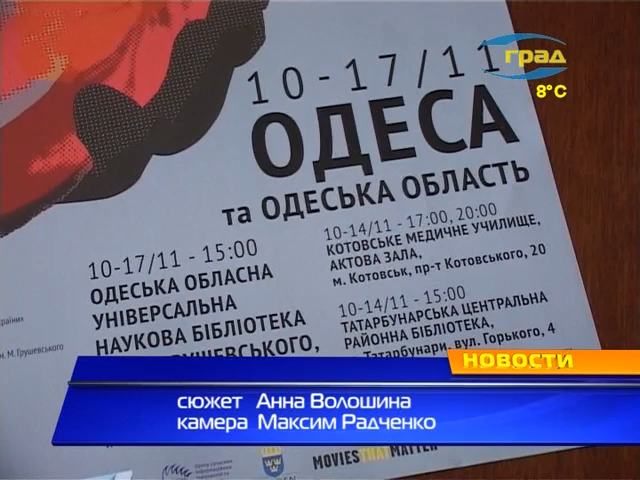 град
8°C
10-17/11
ОДЕСА
та ОДЕСЬКА ОБЛАСТЬ
10-17/11 - 15:00
ОДЕСЬКА ОБЛАСНА
УНІВЕРСАЛЬНА
НАУКОВА БІБЛІОТЕКА
ГРУШЕВСЬКОГО,
10-14/11 - 17:00, 20:00
КОТОВСЬКЕ МЕДИЧНЕ УЧИЛИЩЕ,
АКТОВА ЗАЛА,
м. Котовськ, пр-т Котовського, 20
10-14/11 - 15:00
ТАТАРБУНАРСЬКА ЦЕНТРАЛЬНА
РАЙОННА БІБЛІОТЕКА,
Татарбунари, вул. Горького, 4
м. М. Грушевського
НОВОСТИ
сюжет Анна Волошина
камера Максим Радченко
MOVIES THAT MATTER